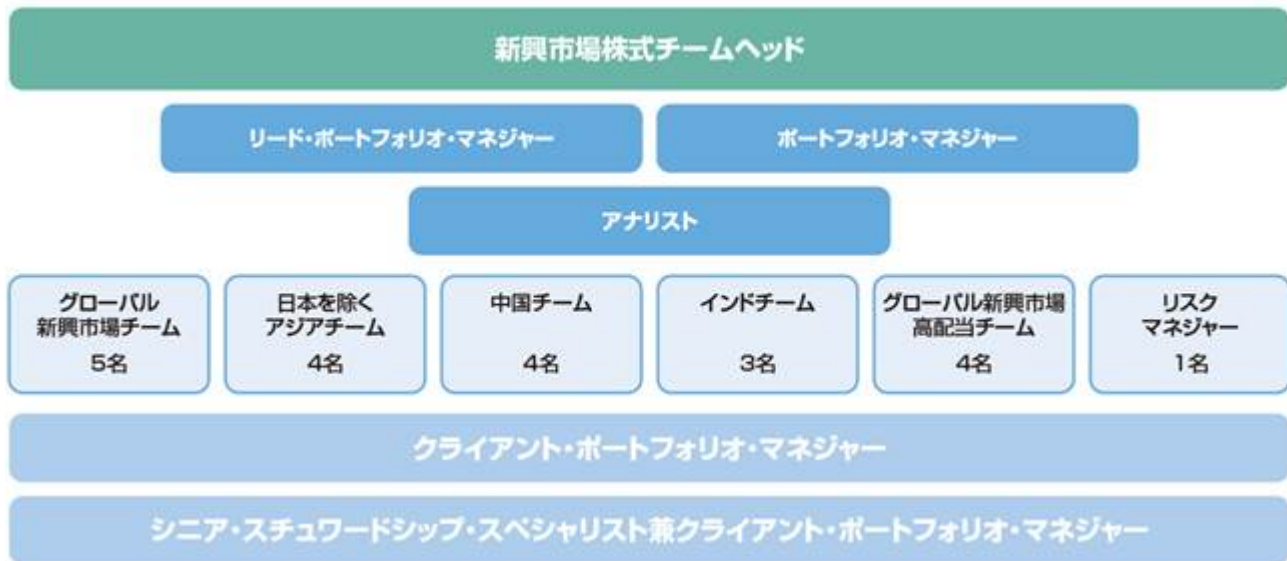 新興市場株式チームヘッド
リード・ポートフォリオ・マネジャー
ポートフォリオ・マネジャー
アナリスト
グローバル
新興市場チーム
5名
日本を除く
アジアチーム
4名
中国チーム
4名
インドチーム
3名
グローバル新興市場
高配当チーム
4名
リスク
マネジャー
1名
クライアント・ポートフォリオ・マネジャー
シニア・スチュワードシップ・スペシャリスト兼クライアント・ポートフォリオ・マネジャー